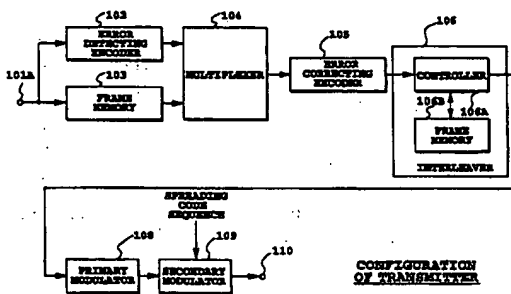 102
ERROR
DETECTING
ENCODER
104
MULTIPLEXER
105
ERROR
CORRECTING
ENCODER
106
CONTROLLER
101A
103
FRAME
MEMORY
106B
106A
FRAME
MEMORY
INTERLEAVER
SPREADING
CODE
SEQUENCE
108
PRIMARY
MODULATOR
109
SECONDARY
MODULATOR
110
CONFIGURATION
OF TRANSMITTER